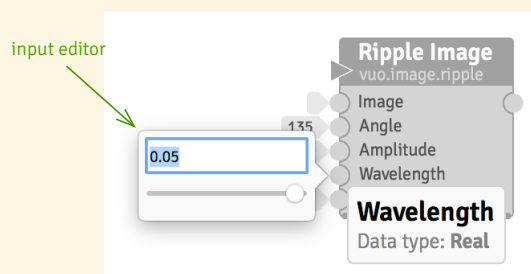 input editor
Ripple Image
vuo.image.ripple
Image
135
Angle
Amplitude
0.05
Wavelength
Wavelength
Data type: Real